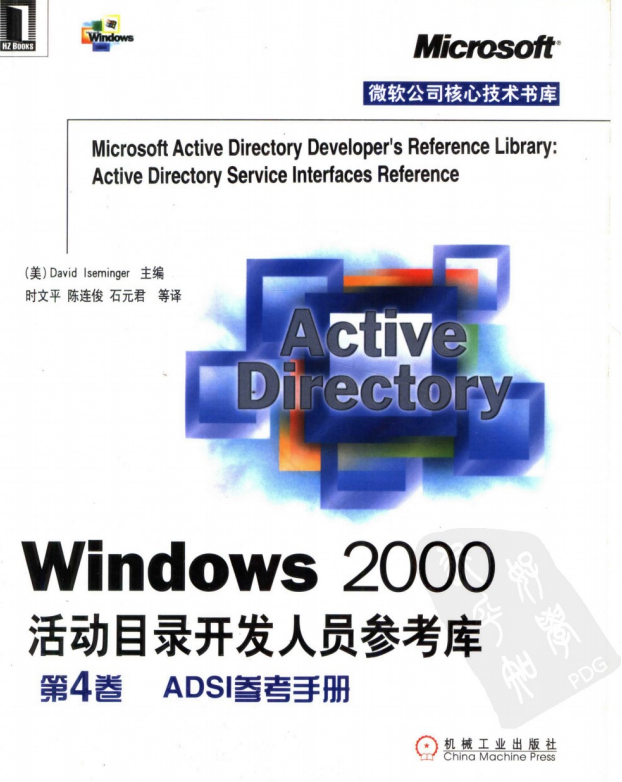 HZ BOOKS
Windows
Microsoft
微软公司核心技术书库
Microsoft Active Directory Developer's Reference Library:
Active Directory Service Interfaces Reference
(美) David Iseminger 主编
时文平 陈连俊 石元君 等译
Active
Directory
Windows 2000
活动目录开发人员参考库
第4卷 ADSI参考手册
PDG
机械工业出版社
China Machine Press